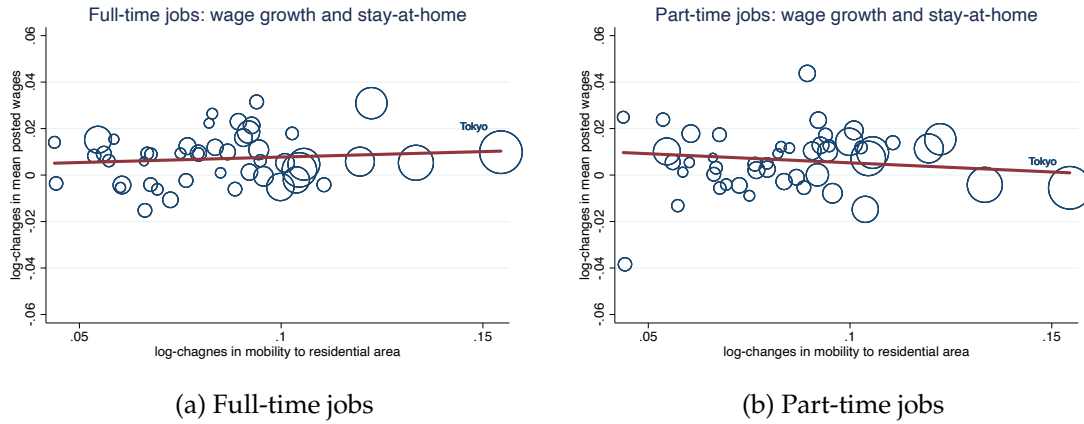 Full-time jobs: wage growth and stay-at-home
log-changes in mean posted wages
.06
.04
.02
0
-.02
-.04
-.06
Tokyo
.05
.1
.15
log-chagnes in mobility to residential area
(a) Full-time jobs
Part-time jobs: wage growth and stay-at-home
log-changes in mean posted wages
.06
.04
.02
0
-.02
-.04
-.06
Tokyo
.05
.1
.15
log-changes in mobility to residential area
(b) Part-time jobs